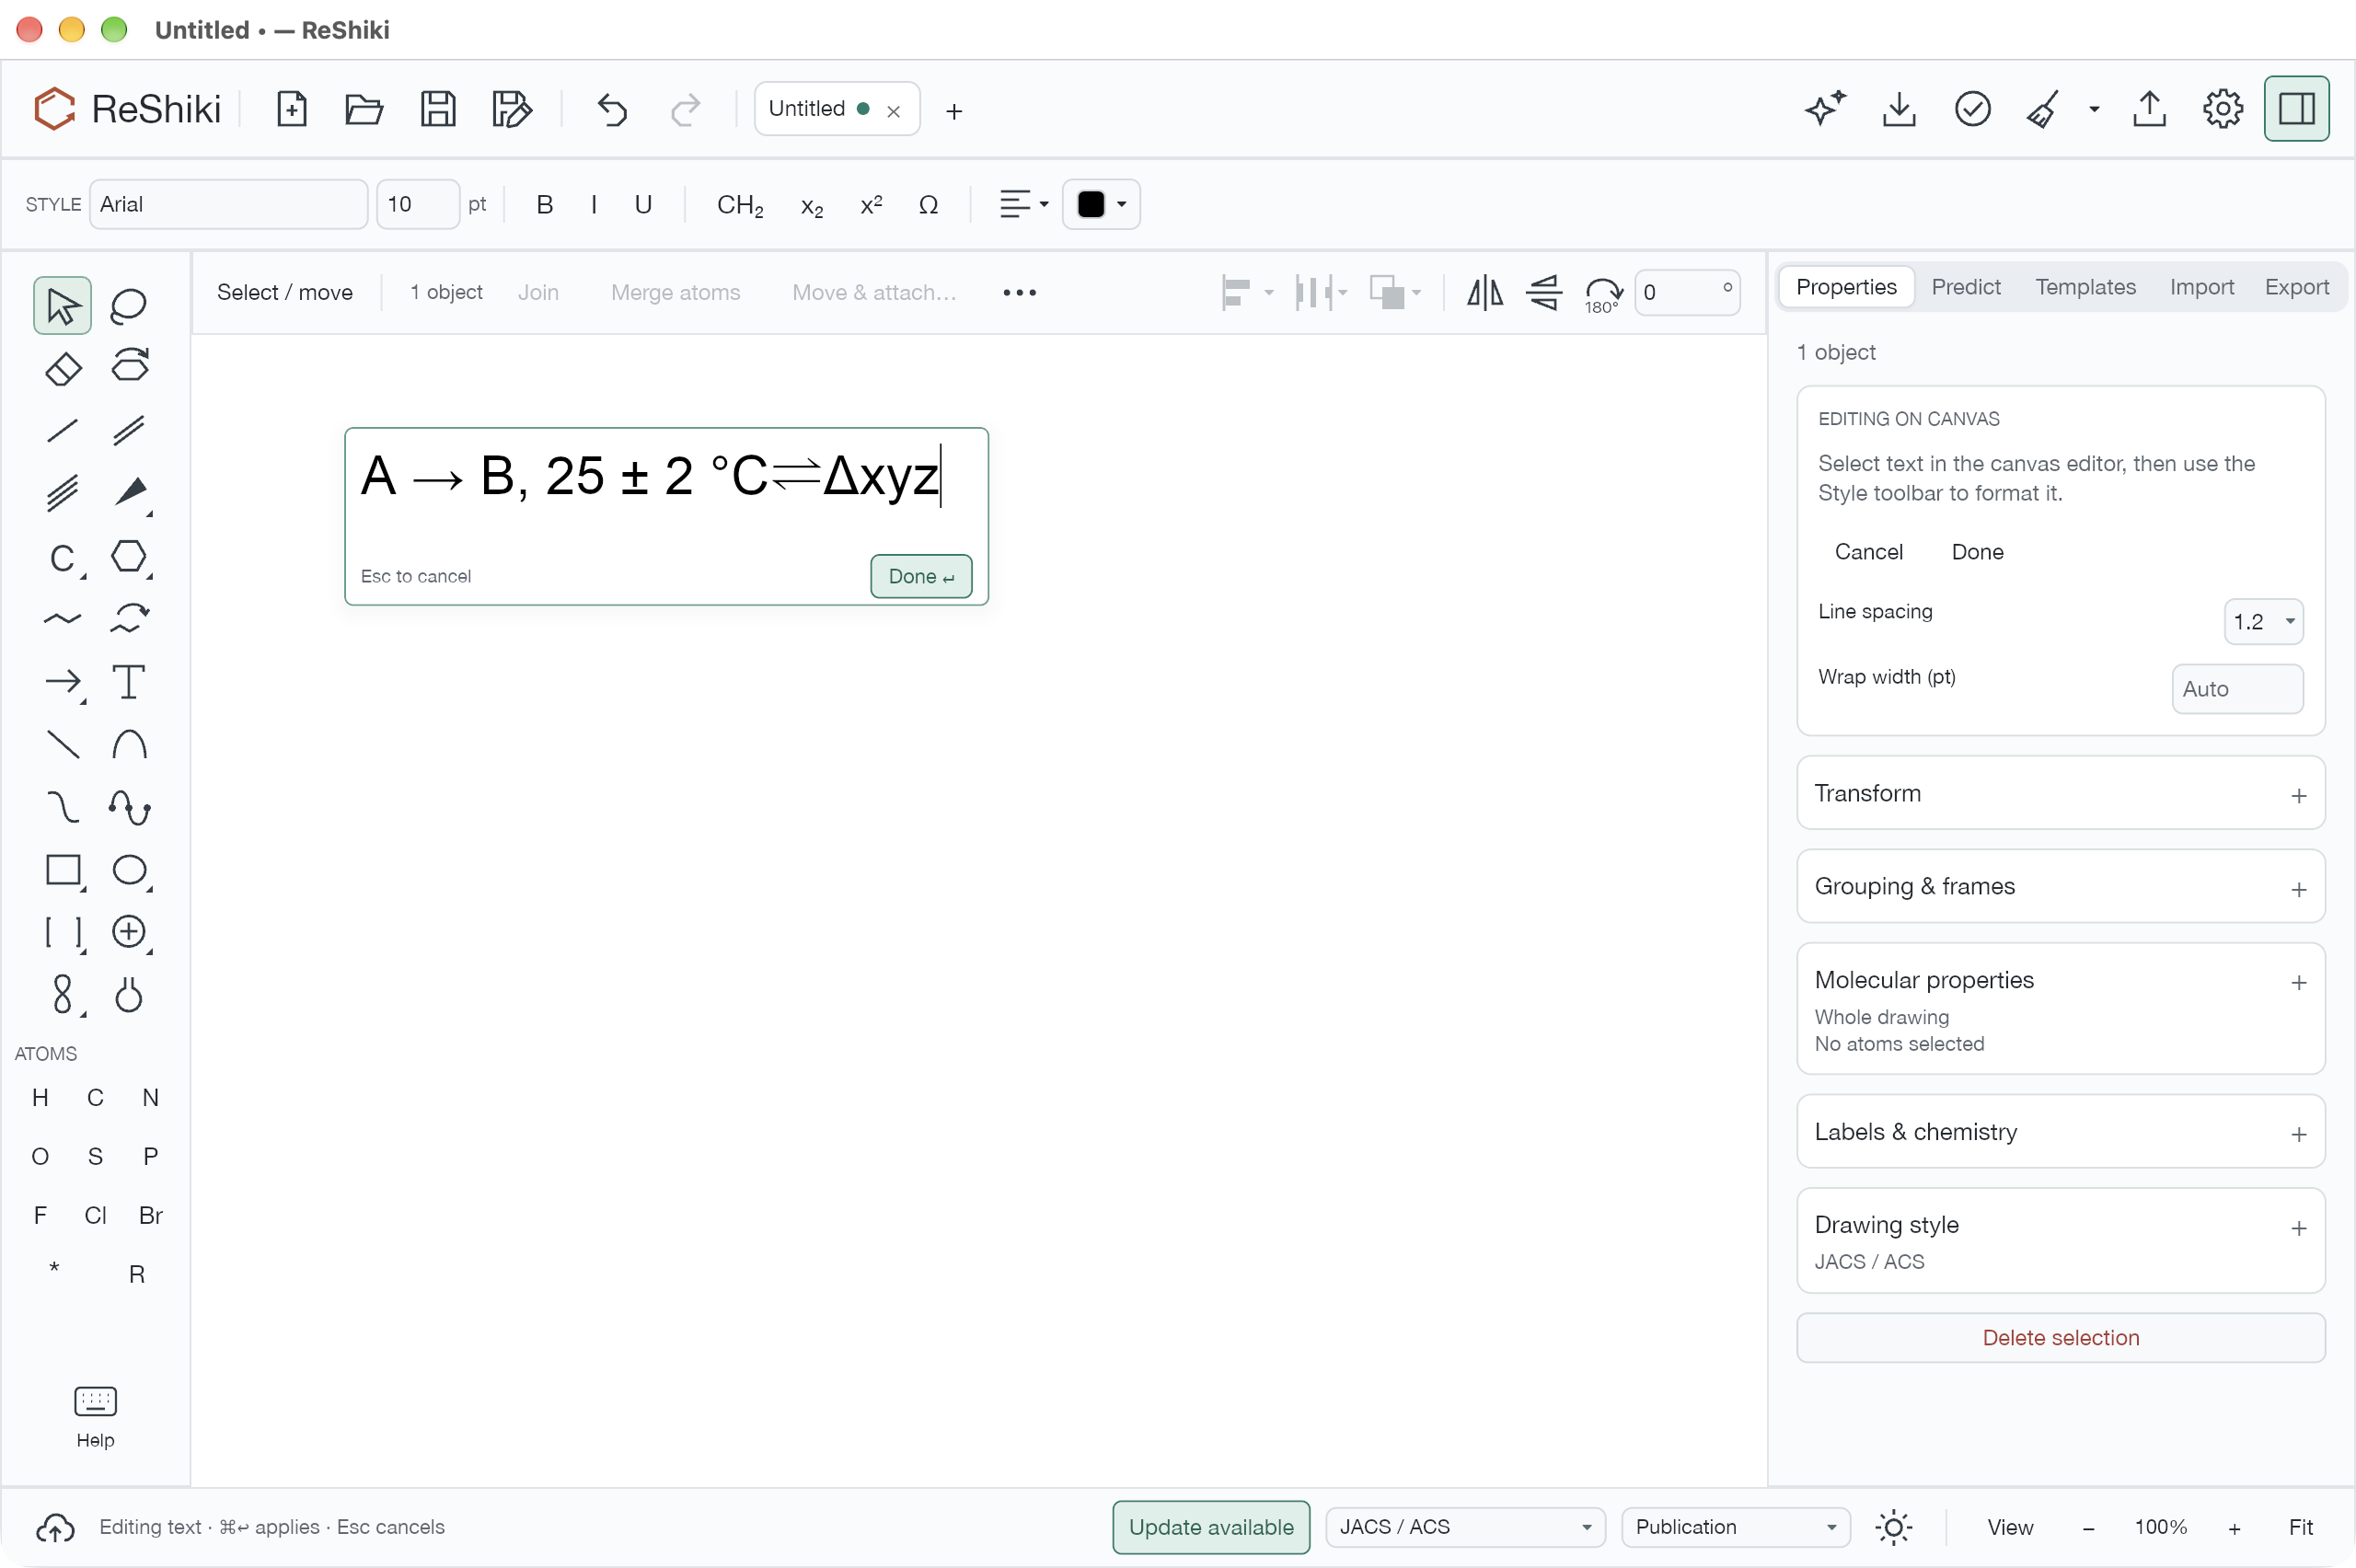 Untitled • — ReShiki
ReShiki
Untitled
STYLE Arial 10 pt B I U CH₂ x₂ x² Ω
Select / move 1 object Join Merge atoms Move & attach... 180° 0 °
Properties Predict Templates Import Export
1 object
EDITING ON CANVAS
Select text in the canvas editor, then use the
Style toolbar to format it.
Cancel Done
Line spacing 1.2
Wrap width (pt) Auto
Transform
Grouping & frames
Molecular properties
Whole drawing
No atoms selected
Labels & chemistry
Drawing style
JACS / ACS
Delete selection
A → B, 25 ± 2 °C⇌Δxyz
Esc to cancel Done ↵
C
T
ATOMS
H C N
O S P
F Cl Br
* R
Help
Editing text · ⌘↩ applies · Esc cancels
Update available JACS / ACS Publication View − 100% + Fit